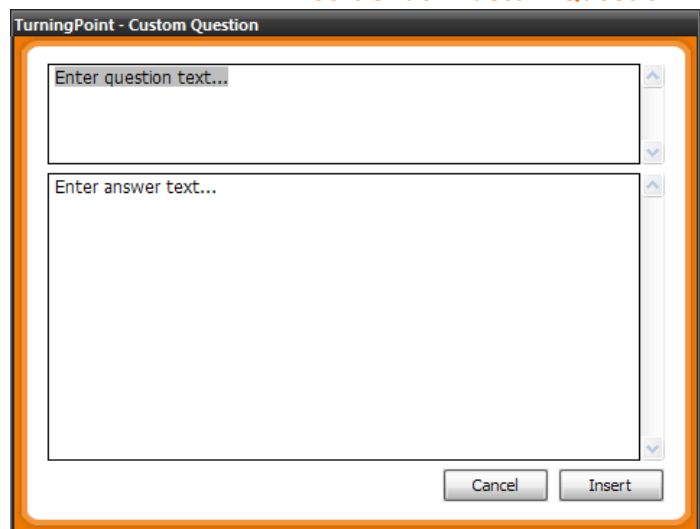 TurningPoint - Custom Question
Enter question text...
Enter answer text...
Cancel
Insert